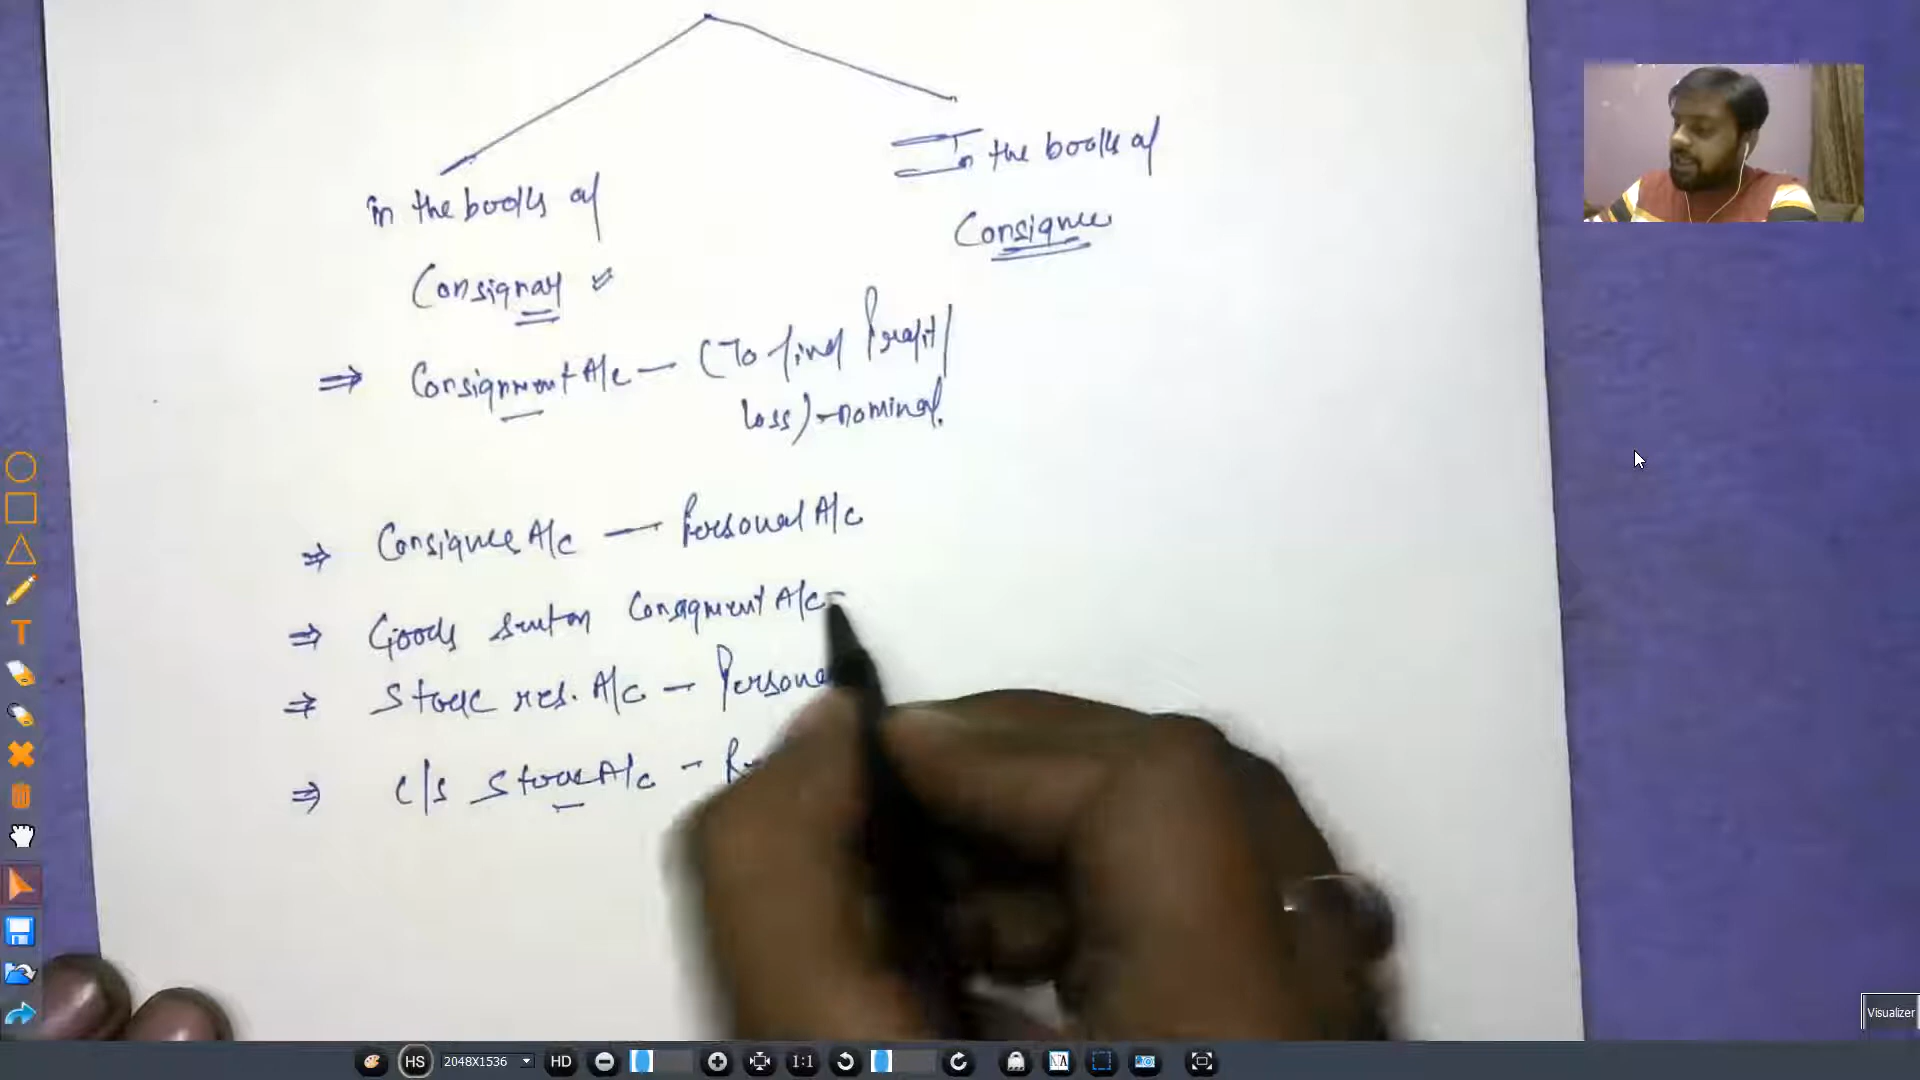 in the books of
Consignor
In the books of
Consignee
⇒ Consignment A/c — (To find Profit/
loss) - nominal.
⇒ Consignee A/c — Personal A/c
⇒ Goods sent on Consignment A/c -
⇒ Stock res. A/c - Persona
⇒ C/s Stock A/c - R
T
Visualizer
HS
2048X1536
HD
1:1